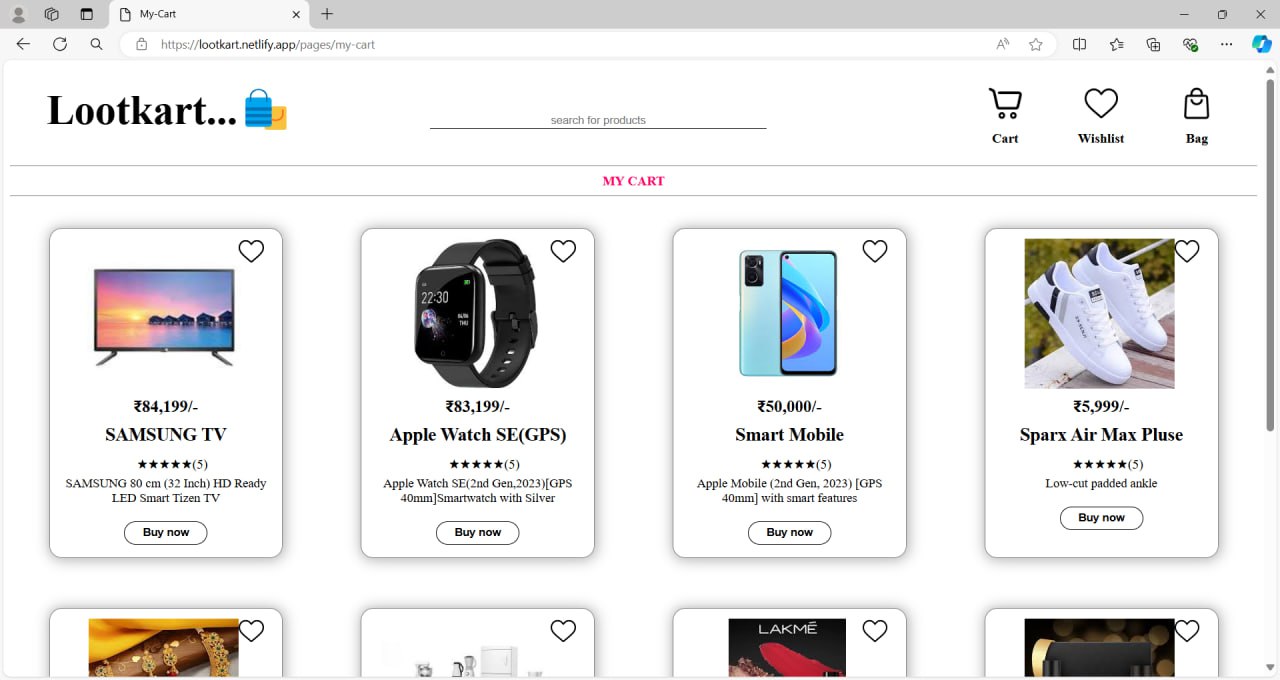 My-Cart
https://lootkart.netlify.app/pages/my-cart
Lootkart...
search for products
Cart
Wishlist
Bag
MY CART
22:30
₹84,199/-
SAMSUNG TV
★★★★★(5)
SAMSUNG 80 cm (32 Inch) HD Ready
LED Smart Tizen TV
Buy now
₹83,199/-
Apple Watch SE(GPS)
★★★★★(5)
Apple Watch SE(2nd Gen,2023)[GPS
40mm]Smartwatch with Silver
Buy now
₹50,000/-
Smart Mobile
★★★★★(5)
Apple Mobile (2nd Gen, 2023) [GPS
40mm] with smart features
Buy now
₹5,999/-
Sparx Air Max Pluse
★★★★★(5)
Low-cut padded ankle
Buy now
LAKMÉ